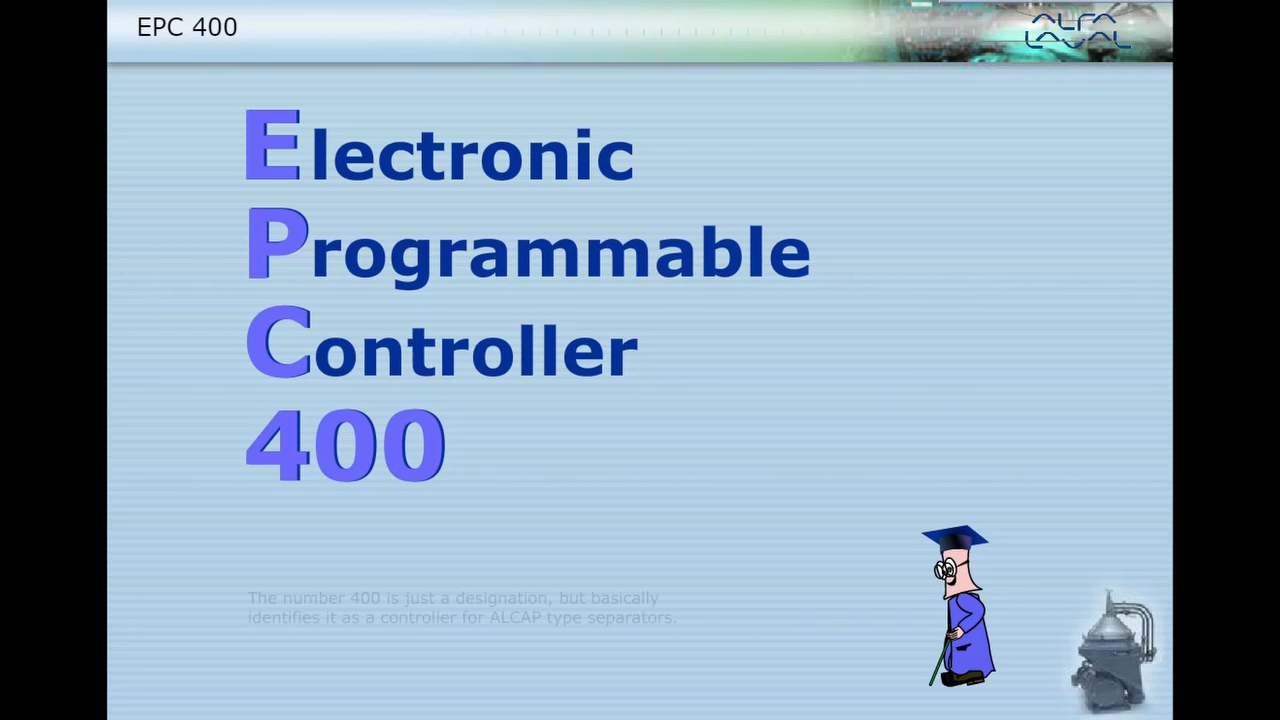 EPC 400
ALFA
LAVAL
Electronic
Programmable
Controller
400
The number 400 is just a designation, but basically
identifies it as a controller for ALCAP type separators.